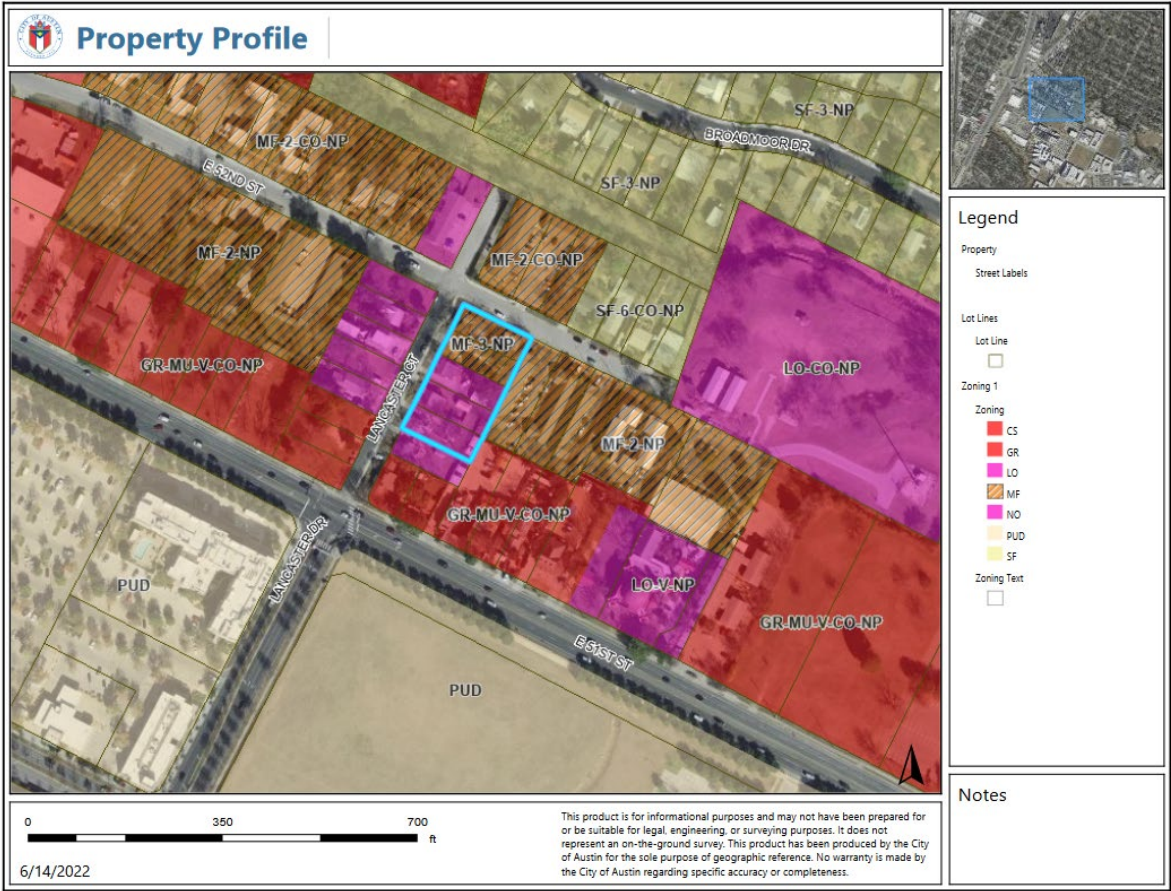 Property Profile
SF-3-NP
BROADMOOR DR
MF-2-CO-NP
E 52ND ST
SF-3-NP
MF-2-NP
MF-2-CO-NP
SF-6-CO-NP
MF-3-NP
GR-MU-V-CO-NP
LANCASTER CT
LO-CO-NP
MF-2-NP
GR-MU-V-CO-NP
LANCASTER DR
PUD
LO-V-NP
GR-MU-V-CO-NP
E 51ST ST
PUD
Legend
Property
Street Labels
Lot Lines
Lot Line
Zoning 1
Zoning
CS
GR
LO
MF
NO
PUD
SF
Zoning Text
Notes
0 350 700
ft
6/14/2022
This product is for informational purposes and may not have been prepared for
or be suitable for legal, engineering, or surveying purposes. It does not
represent an on-the-ground survey. This product has been produced by the City
of Austin for the sole purpose of geographic reference. No warranty is made by
the City of Austin regarding specific accuracy or completeness.